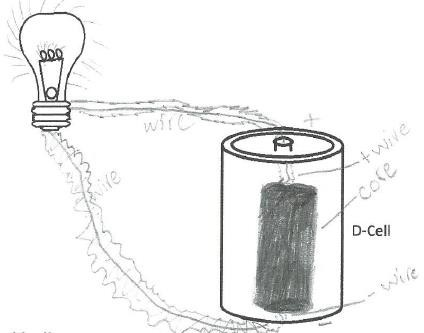 wire
+
+ wire
core
wire
D-Cell
- wire
-